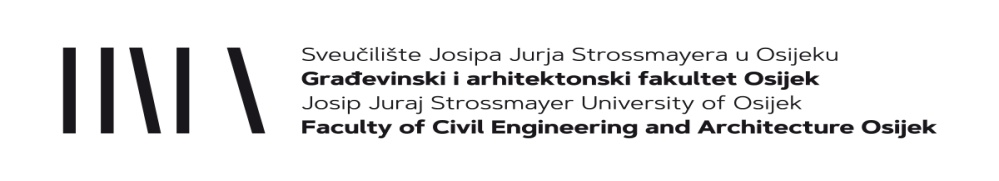 Sveučilište Josipa Jurja Strossmayera u Osijeku
Građevinski i arhitektonski fakultet Osijek
Josip Juraj Strossmayer University of Osijek
Faculty of Civil Engineering and Architecture Osijek